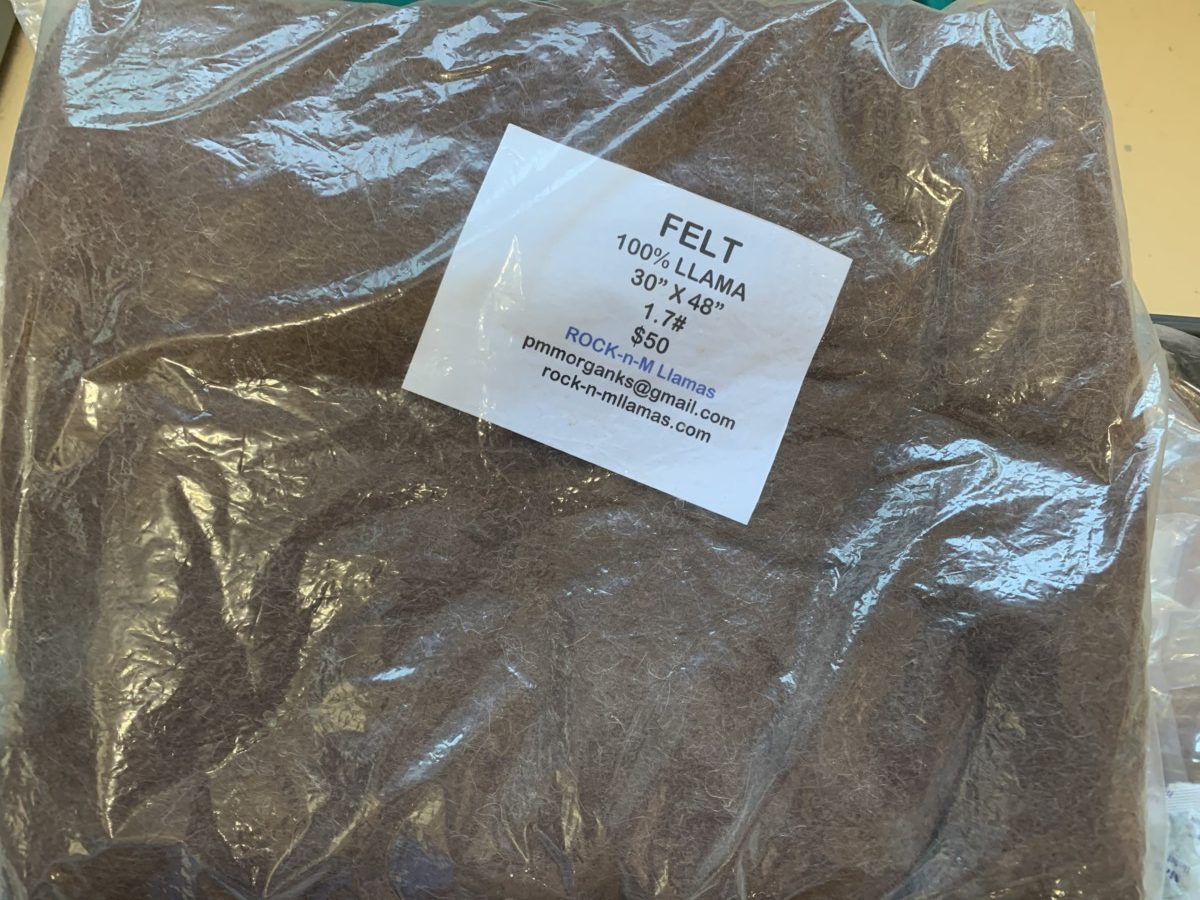 FELT
100% LLAMA
30” X 48”
1.7#
$50
ROCK-n-M Llamas
pmmorganks@gmail.com
rock-n-mllamas.com